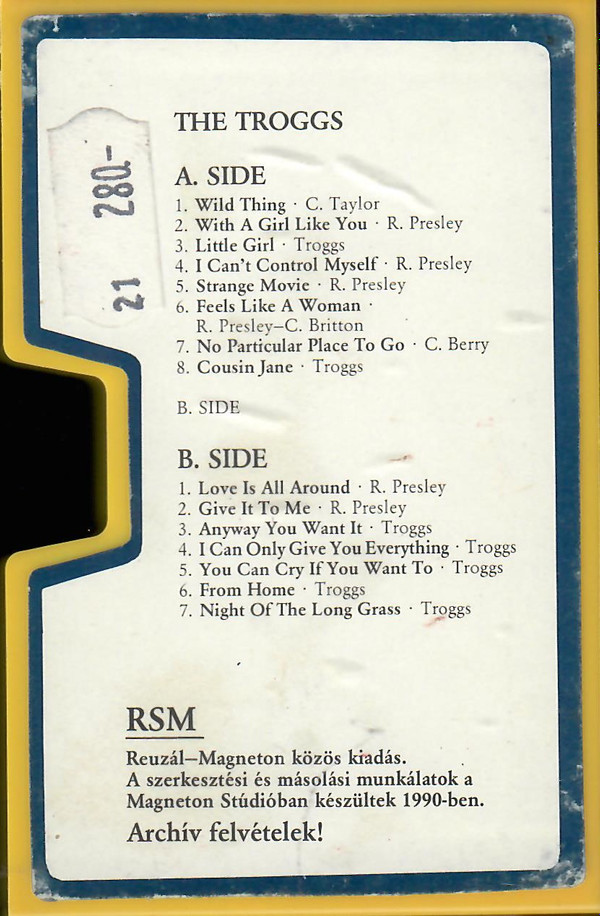 THE TROGGS
280.-
21
A. SIDE
1. Wild Thing · C. Taylor
2. With A Girl Like You · R. Presley
3. Little Girl · Troggs
4. I Can't Control Myself · R. Presley
5. Strange Movie · R. Presley
6. Feels Like A Woman ·
R. Presley–C. Britton
7. No Particular Place To Go · C. Berry
8. Cousin Jane · Troggs
B. SIDE
B. SIDE
1. Love Is All Around · R. Presley
2. Give It To Me · R. Presley
3. Anyway You Want It · Troggs
4. I Can Only Give You Everything · Troggs
5. You Can Cry If You Want To · Troggs
6. From Home · Troggs
7. Night Of The Long Grass · Troggs
RSM
Reuzál–Magneton közös kiadás.
A szerkesztési és másolási munkálatok a
Magneton Stúdióban készültek 1990-ben.
Archív felvételek!